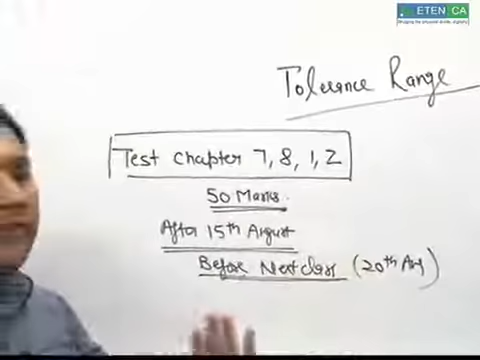 ETEN CA
Tolerance Range
Test Chapter 7, 8, 1, 2
50 Marks.
After 15th August
Before Next class (20th Aug)